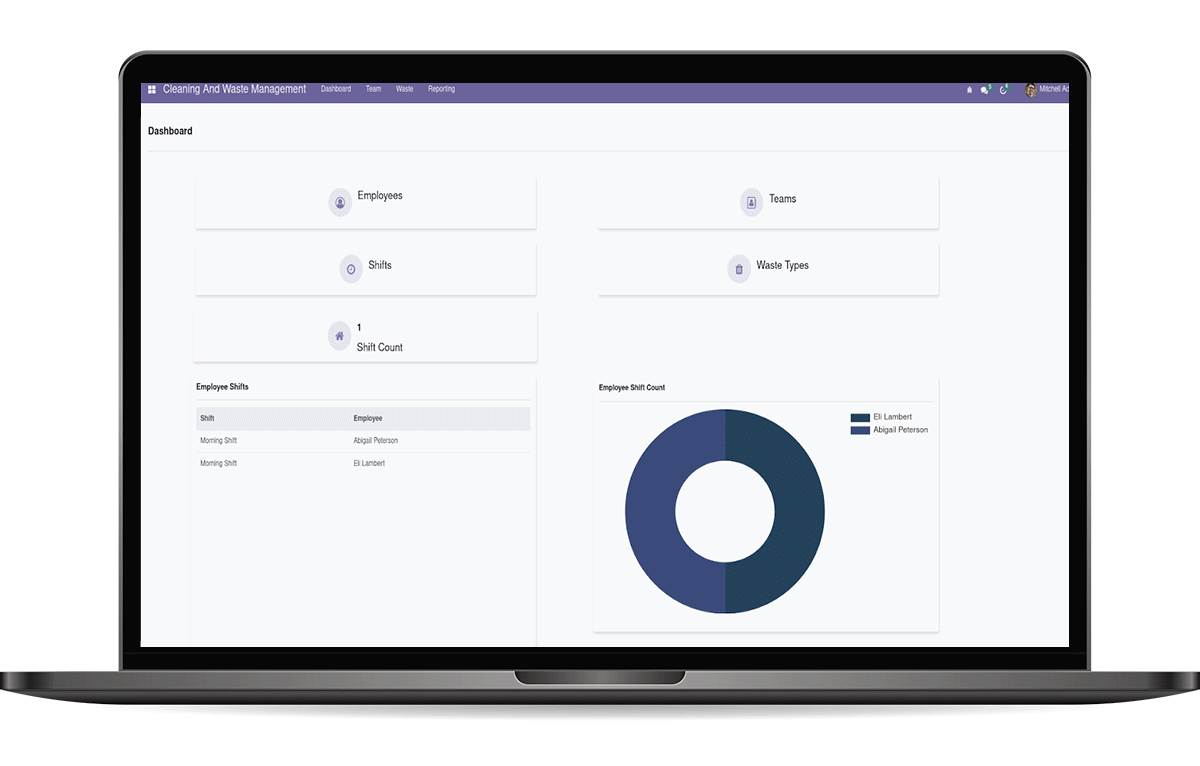 Cleaning And Waste Management Dashboard Team Waste Reporting Mitchell
Dashboard
Employees
Teams
Shifts
Waste Types
1
Shift Count
Employee Shifts
Shift Employee
Morning Shift Abigail Peterson
Morning Shift Eli Lambert
Employee Shift Count
Eli Lambert
Abigail Peterson